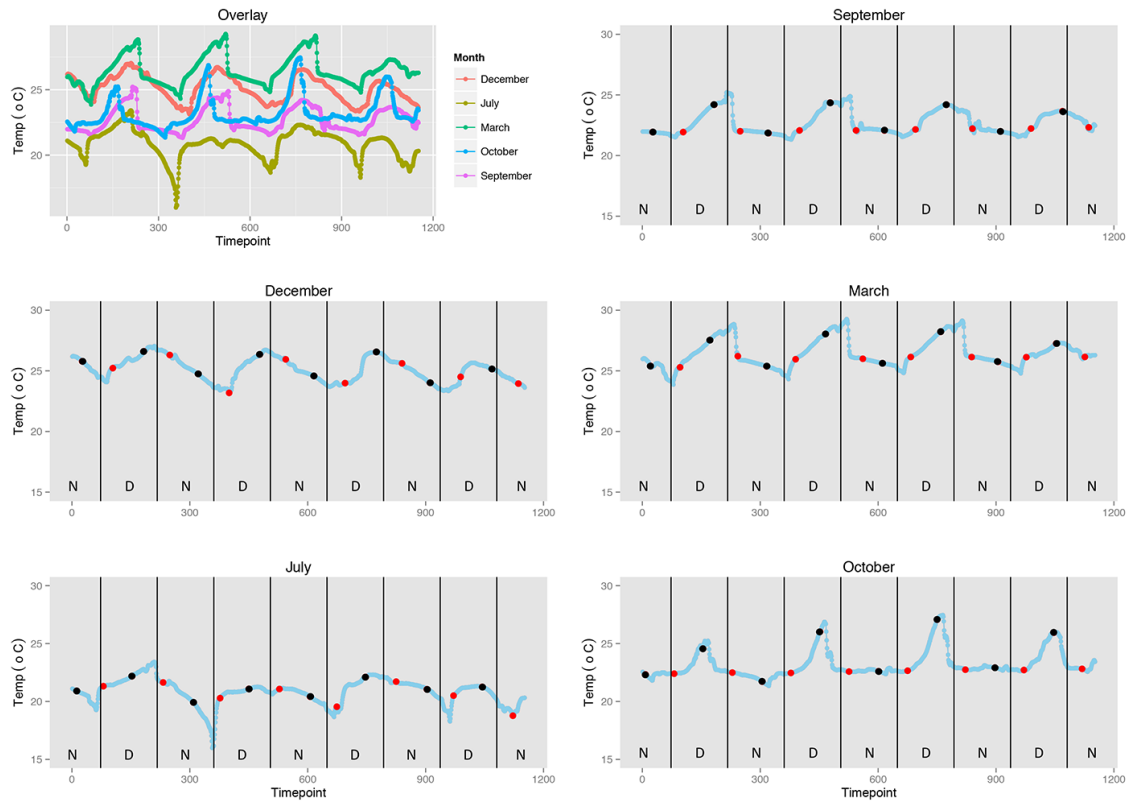 Overlay
25
20
Temp ( o C)
0 300 600 900 1200
Timepoint
Month
December
July
March
October
September
September
30
25
20
15
Temp ( o C)
N D N D N D N D N
0 300 600 900 1200
December
30
25
20
15
Temp ( o C)
N D N D N D N D N
0 300 600 900 1200
March
30
25
20
15
Temp ( o C)
N D N D N D N D N
0 300 600 900 1200
July
30
25
20
15
Temp ( o C)
N D N D N D N D N
0 300 600 900 1200
Timepoint
October
30
25
20
15
Temp ( o C)
N D N D N D N D N
0 300 600 900 1200
Timepoint